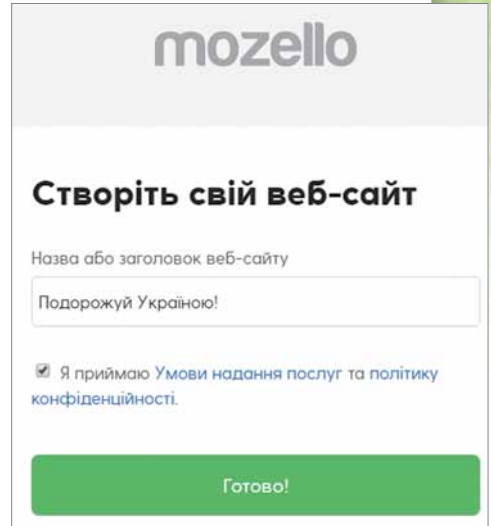 mozello
Створіть свій веб-сайт
Назва або заголовок веб-сайту
Подорожуй Україною!
Я приймаю Умови надання послуг та політику
конфіденційності.
Готово!